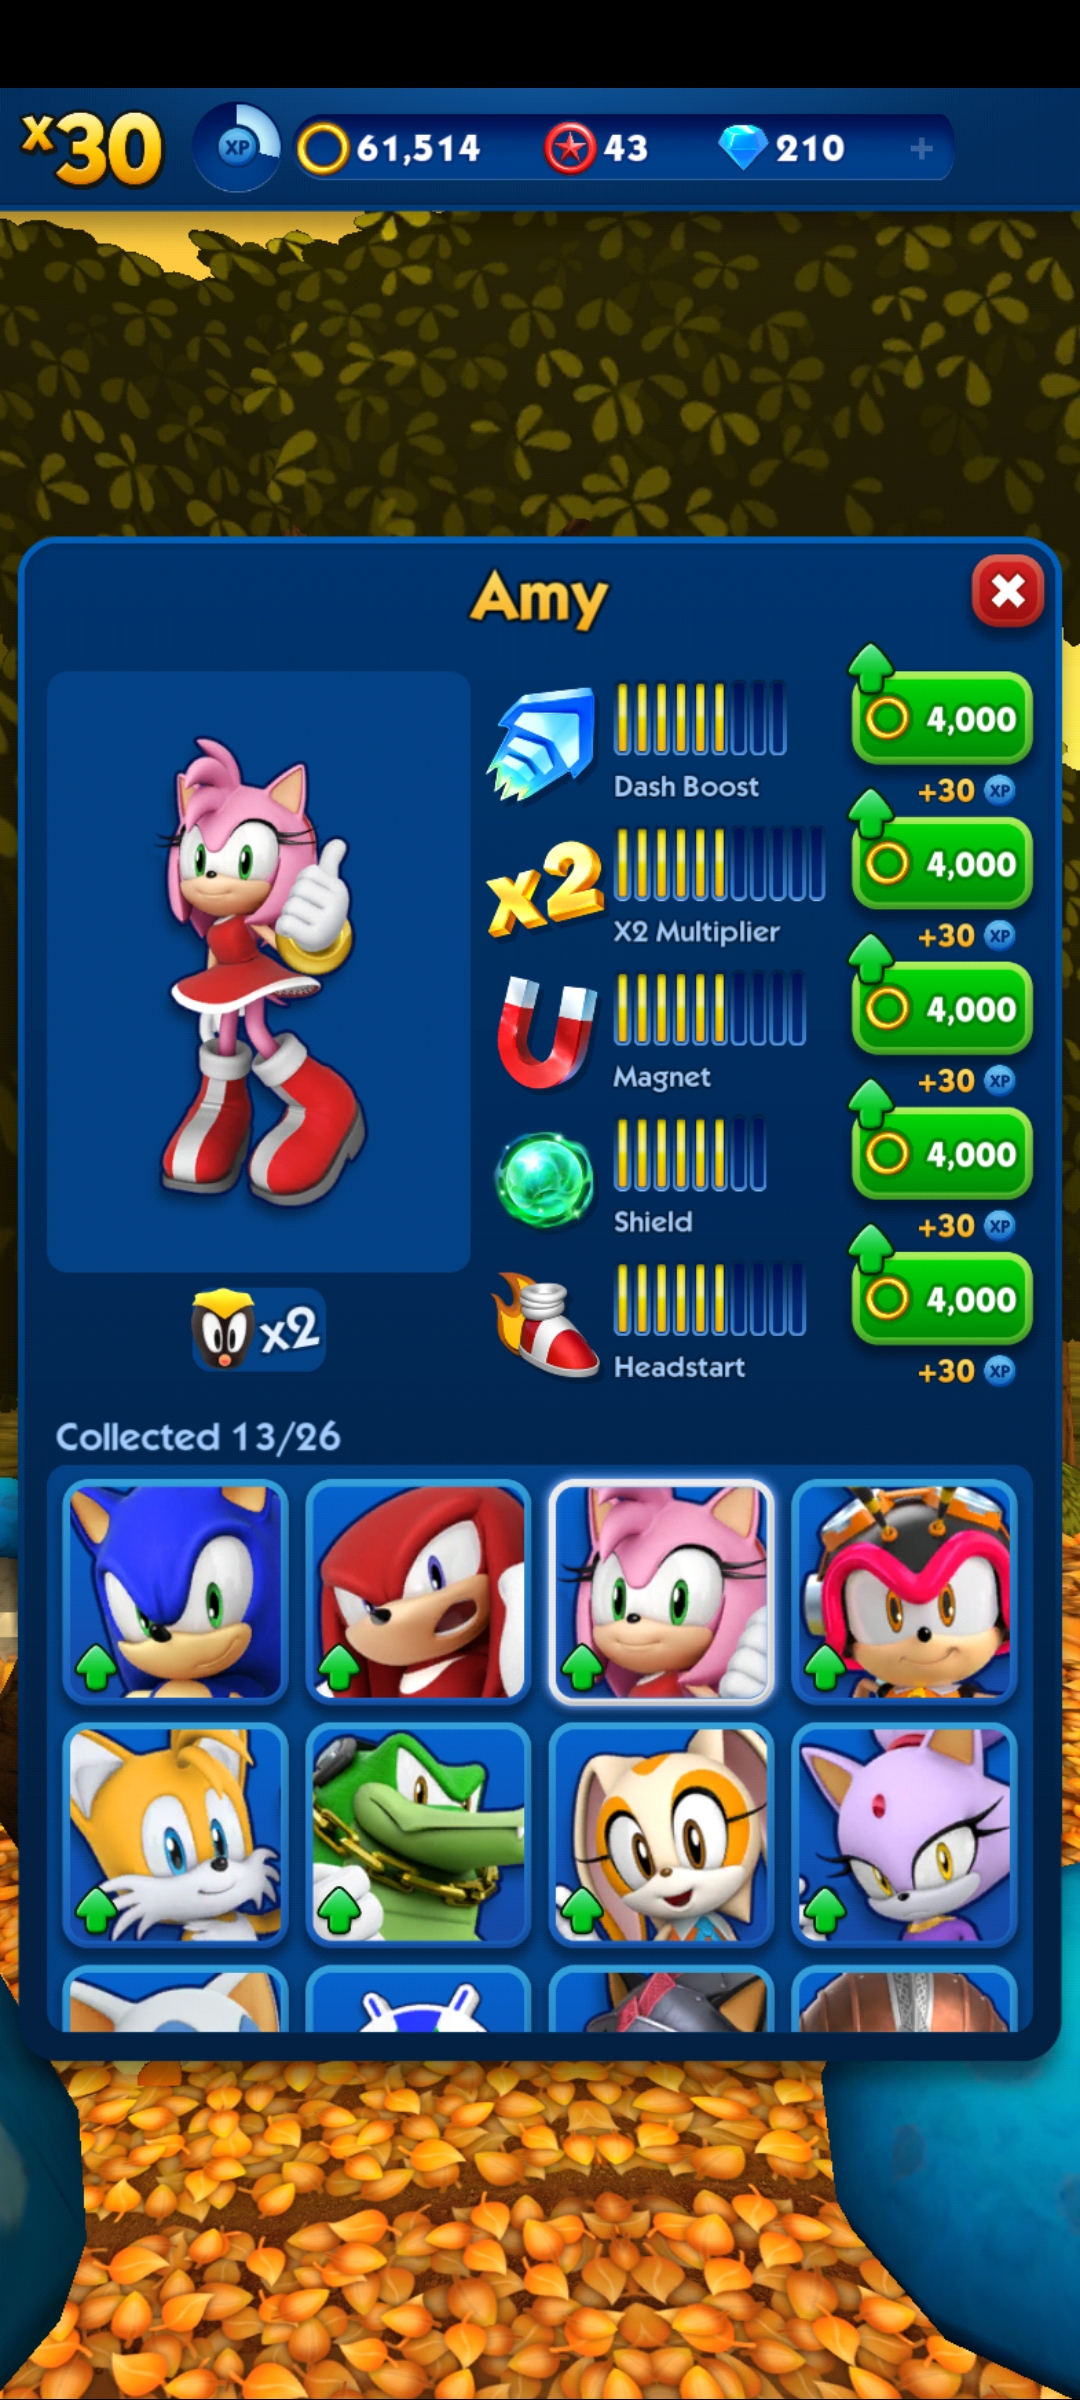 x30
XP
61,514
43
210
+
Amy
4,000
Dash Boost
+30 XP
x2
4,000
X2 Multiplier
+30 XP
4,000
Magnet
+30 XP
4,000
Shield
+30 XP
4,000
x2
Headstart
+30 XP
Collected 13/26